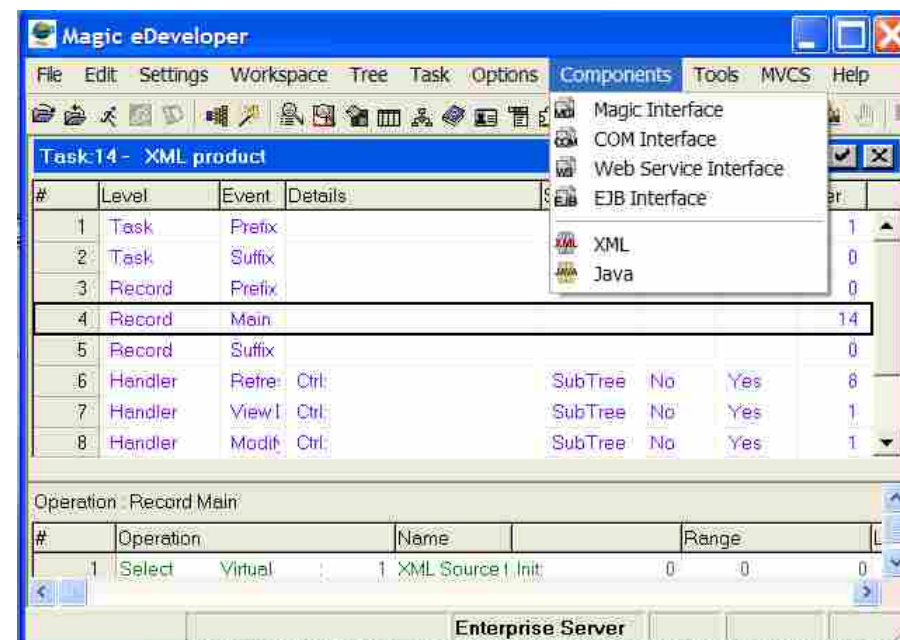 Magic eDeveloper
File Edit Settings Workspace Tree Task Options Components Tools MVCS Help
Magic Interface
COM Interface
Web Service Interface
EJB Interface
XML
Java
Task:14 - XML product
# Level Event Details
1 Task Prefix 1
2 Task Suffix 0
3 Record Prefix 0
4 Record Main 14
5 Record Suffix 0
6 Handler Refre Ctrl: SubTree No Yes 8
7 Handler View Ctrl: SubTree No Yes 1
8 Handler Modif Ctrl: SubTree No Yes 1
Operation : Record Main
# Operation Name Range
1 Select Virtual : 1 XML Source Init: 0 0 0
Enterprise Server